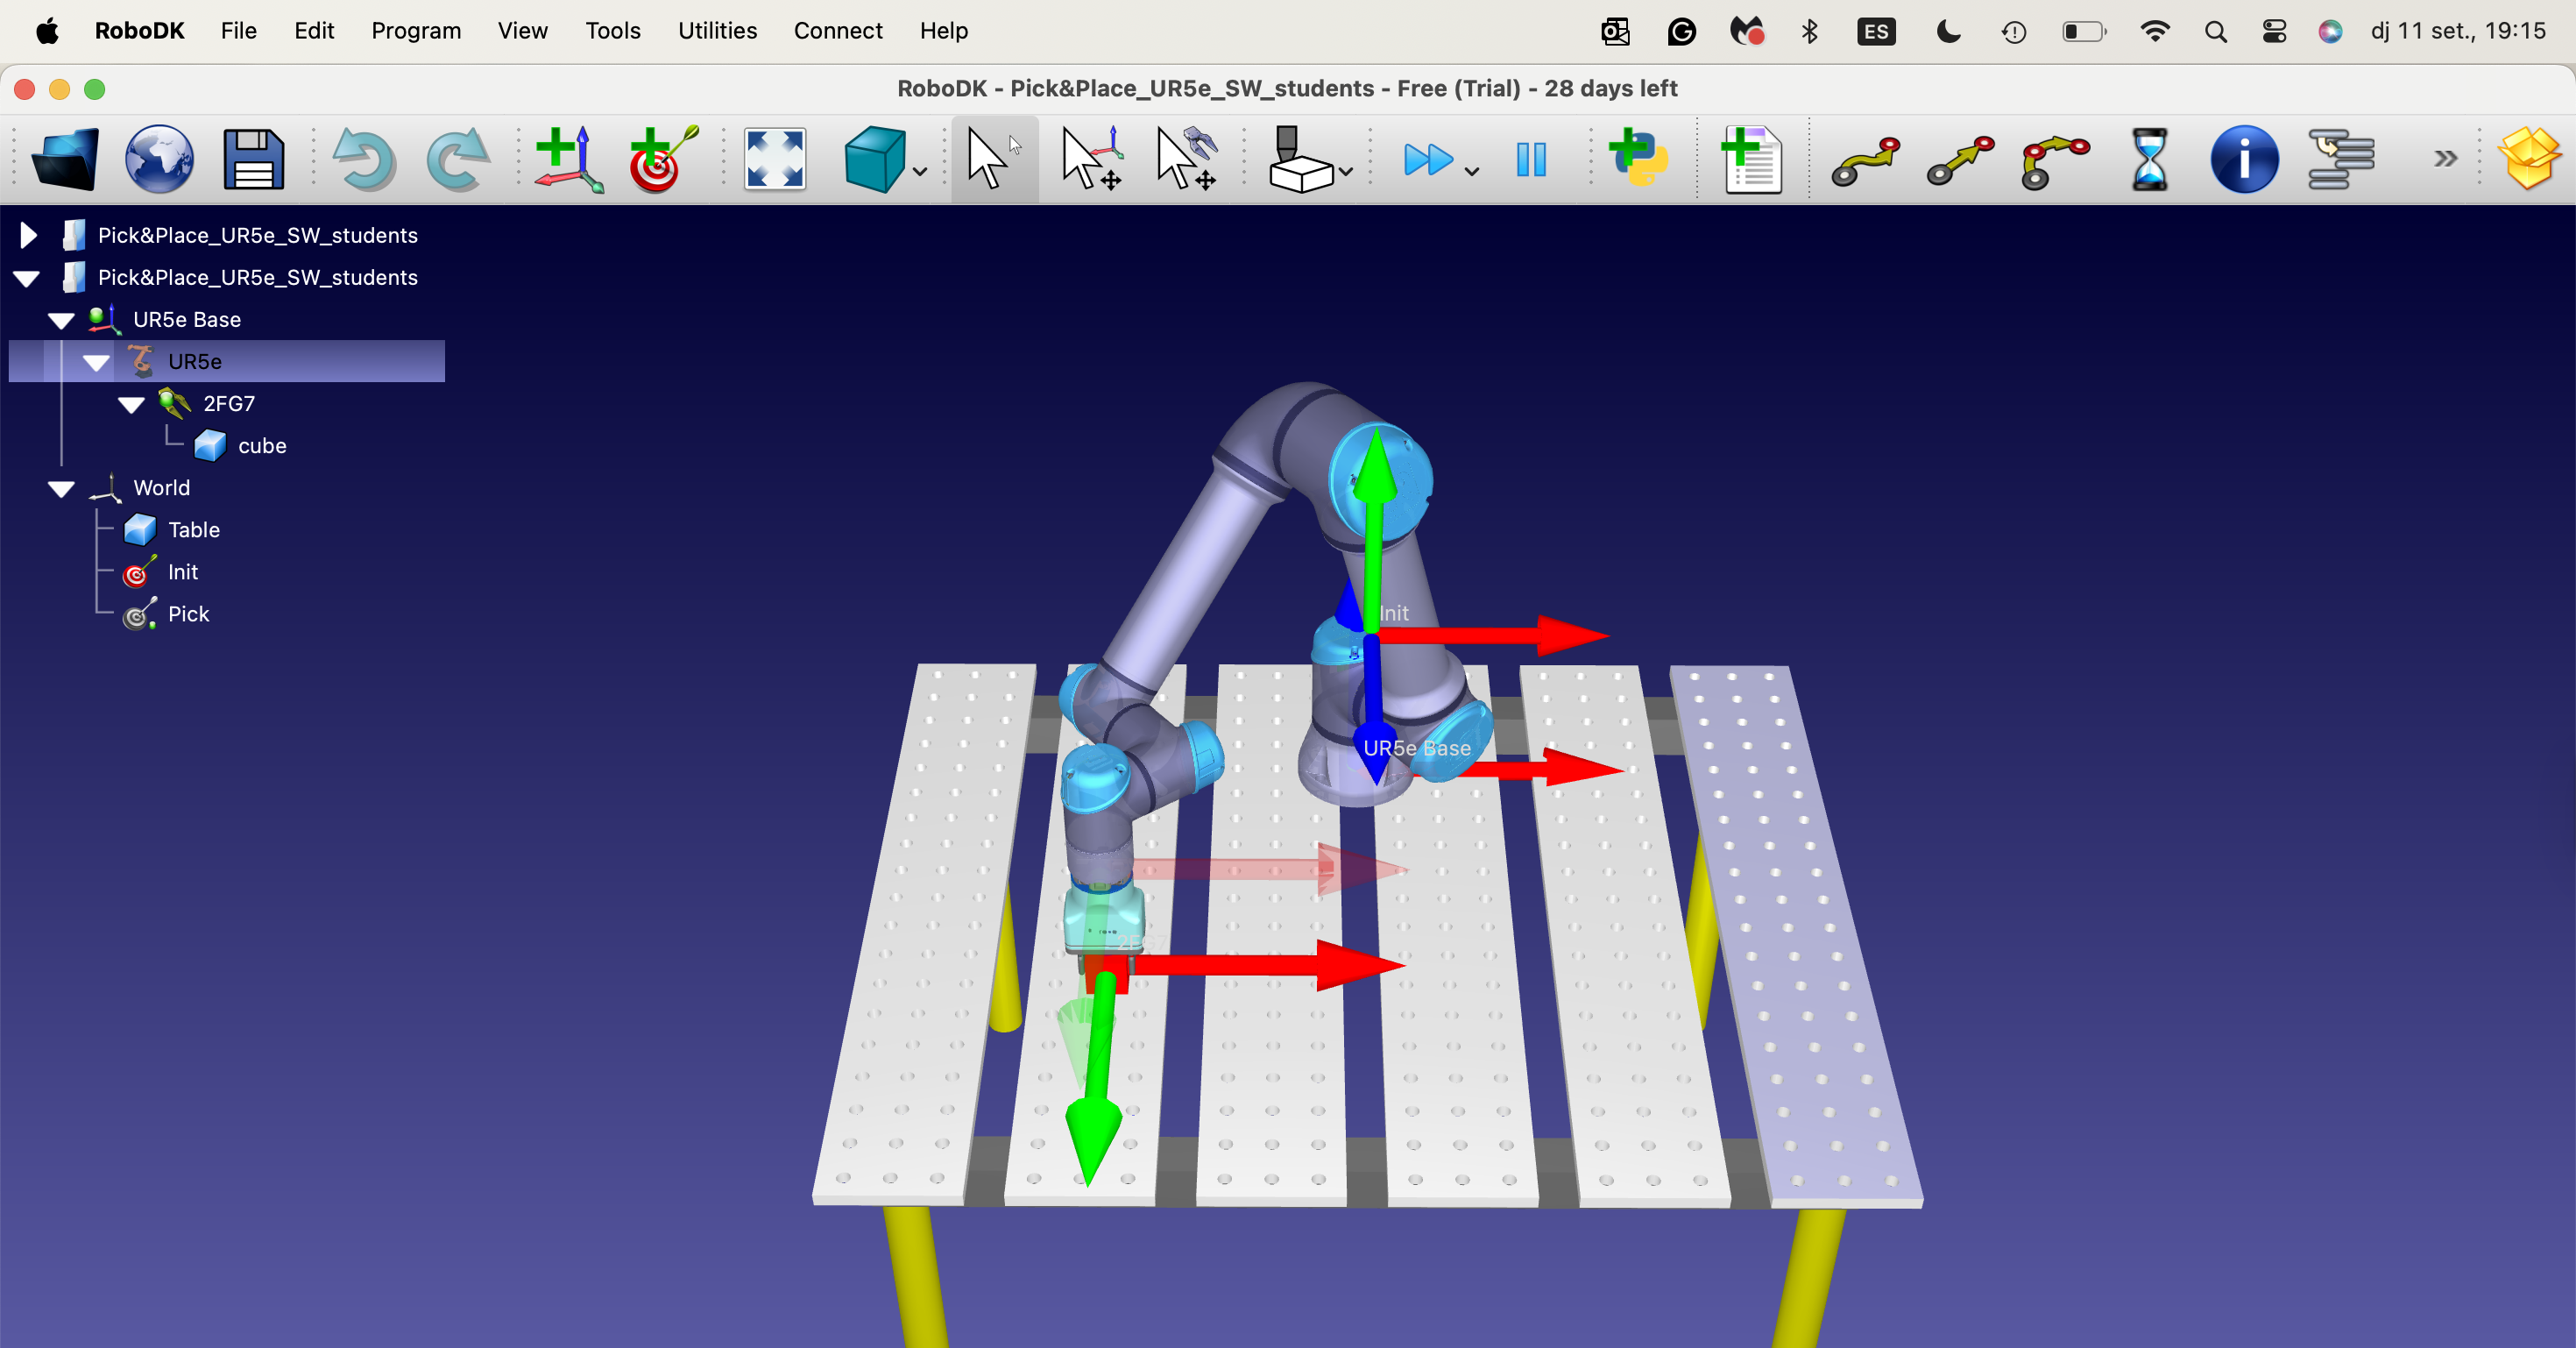 RoboDK File Edit Program View Tools Utilities Connect Help ES dj 11 set., 19:15
RoboDK - Pick&Place_UR5e_SW_students - Free (Trial) - 28 days left
Pick&Place_UR5e_SW_students
Pick&Place_UR5e_SW_students
UR5e Base
UR5e
2FG7
cube
World
Table
Init
Pick
Init
UR5e Base
2FG7